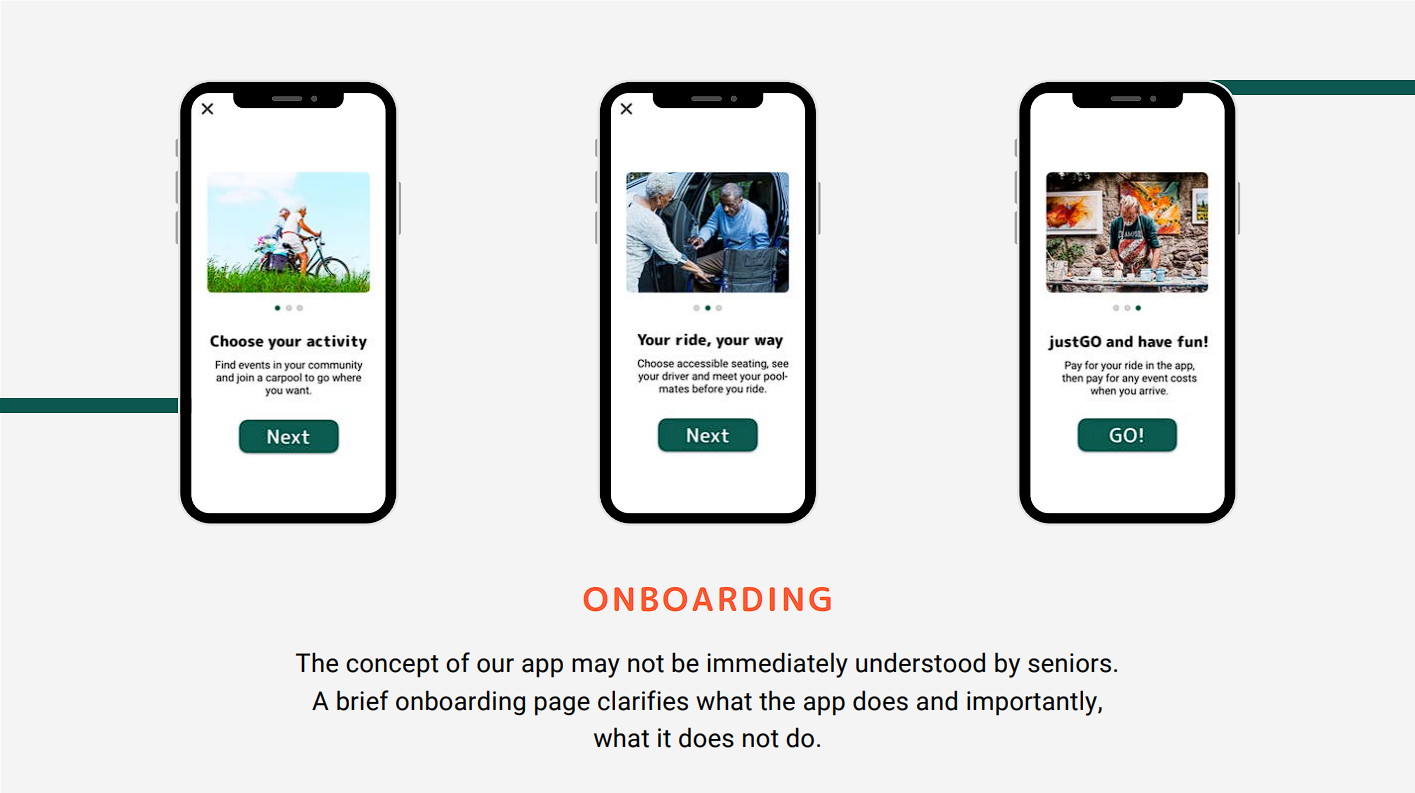 Choose your activity
Find events in your community
and join a carpool to go where
you want.
Next
Your ride, your way
Choose accessible seating, see
your driver and meet your pool-
mates before you ride.
Next
justGO and have fun!
Pay for your ride in the app,
then pay for any event costs
when you arrive.
GO!
ONBOARDING
The concept of our app may not be immediately understood by seniors.
A brief onboarding page clarifies what the app does and importantly,
what it does not do.